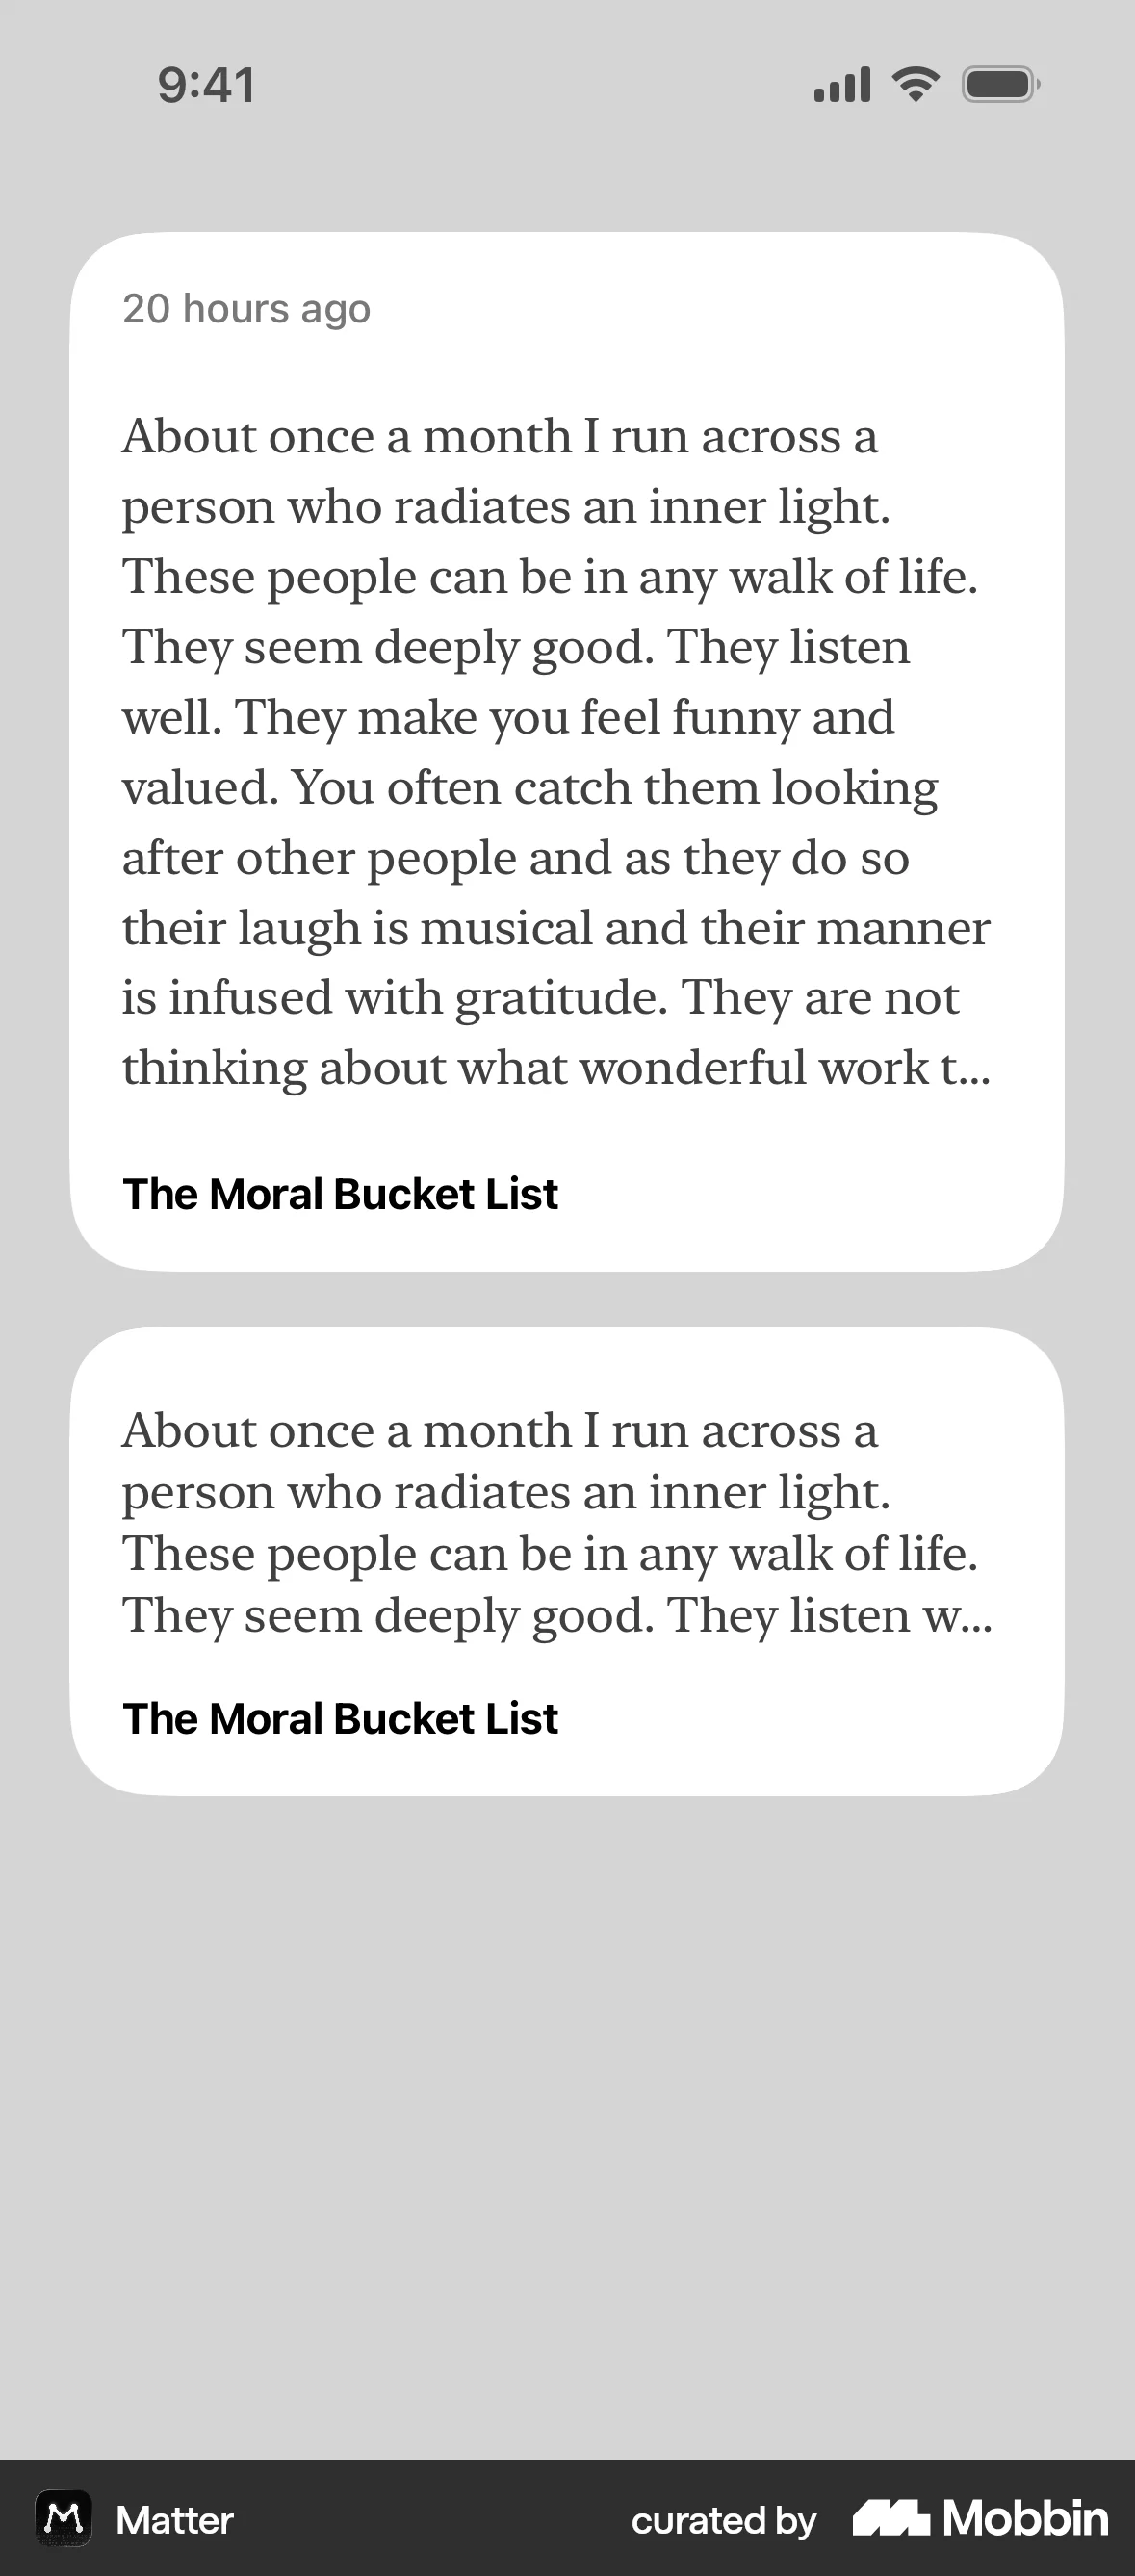 9:41
20 hours ago
About once a month I run across a
person who radiates an inner light.
These people can be in any walk of life.
They seem deeply good. They listen
well. They make you feel funny and
valued. You often catch them looking
after other people and as they do so
their laugh is musical and their manner
is infused with gratitude. They are not
thinking about what wonderful work t...
The Moral Bucket List
About once a month I run across a
person who radiates an inner light.
These people can be in any walk of life.
They seem deeply good. They listen w...
The Moral Bucket List
Matter
curated by Mobbin